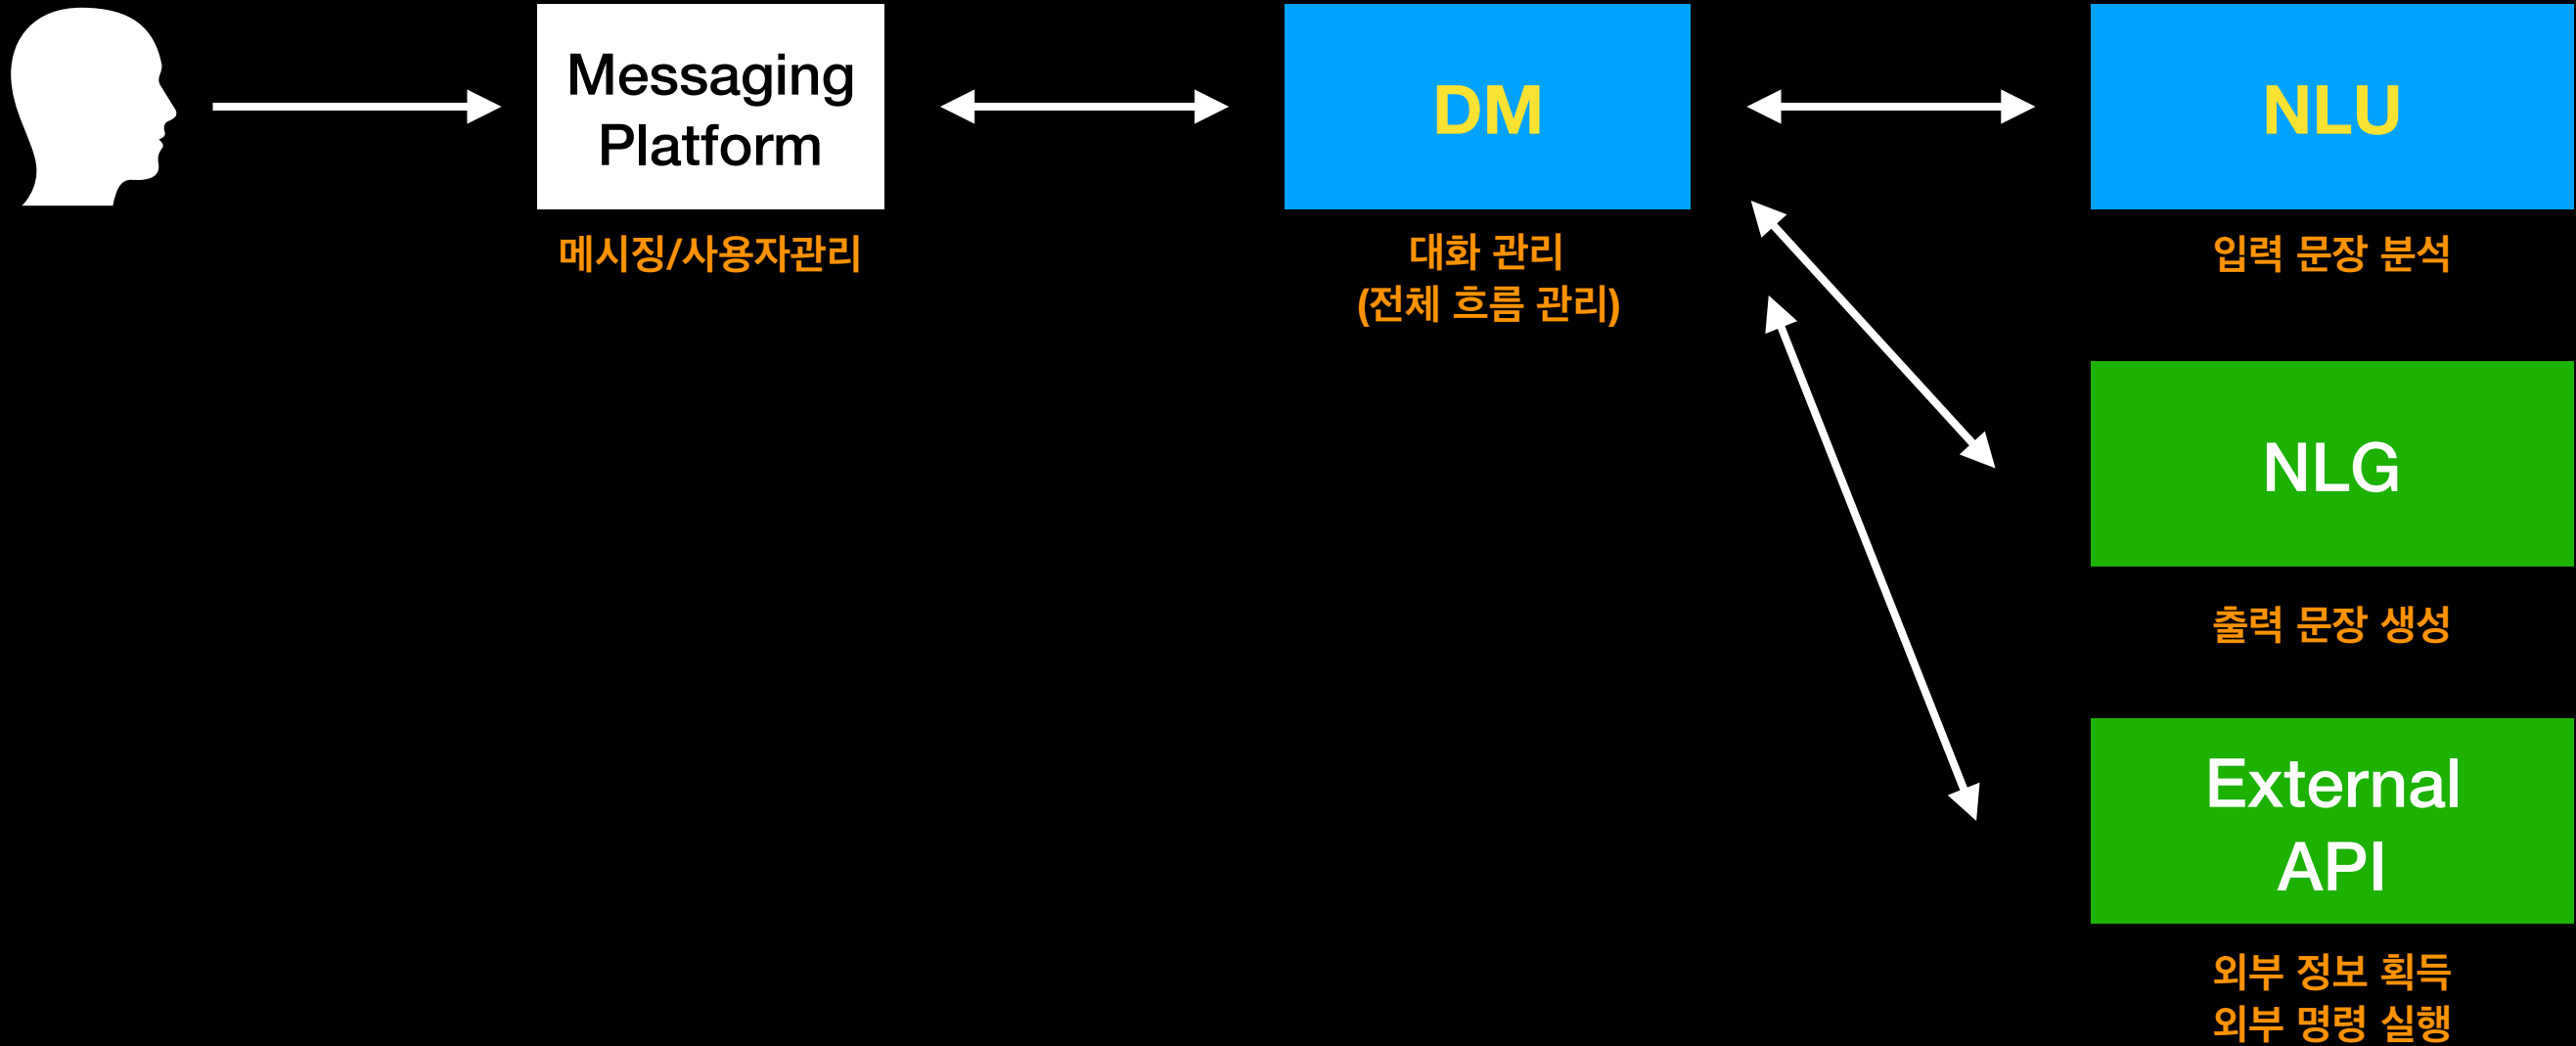 Messaging
Platform
메시징/사용자관리
DM
대화 관리
(전체 흐름 관리)
NLU
입력 문장 분석
NLG
출력 문장 생성
External
API
외부 정보 획득
외부 명령 실행